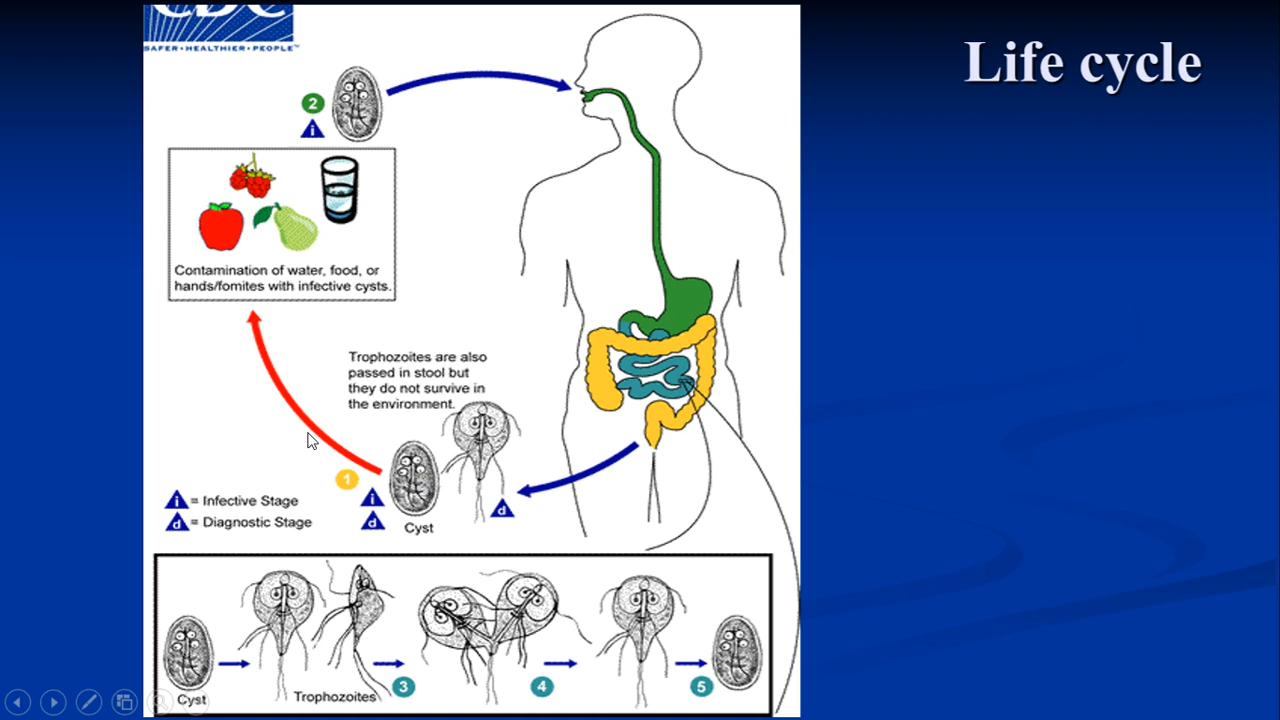 CDC
SAFER•HEALTHIER•PEOPLE™
Life cycle
2
i
Contamination of water, food, or
hands/fomites with infective cysts.
Trophozoites are also
passed in stool but
they do not survive in
the environment.
1
i
d
d
Cyst
i = Infective Stage
d = Diagnostic Stage
Cyst
Trophozoites
3
4
5